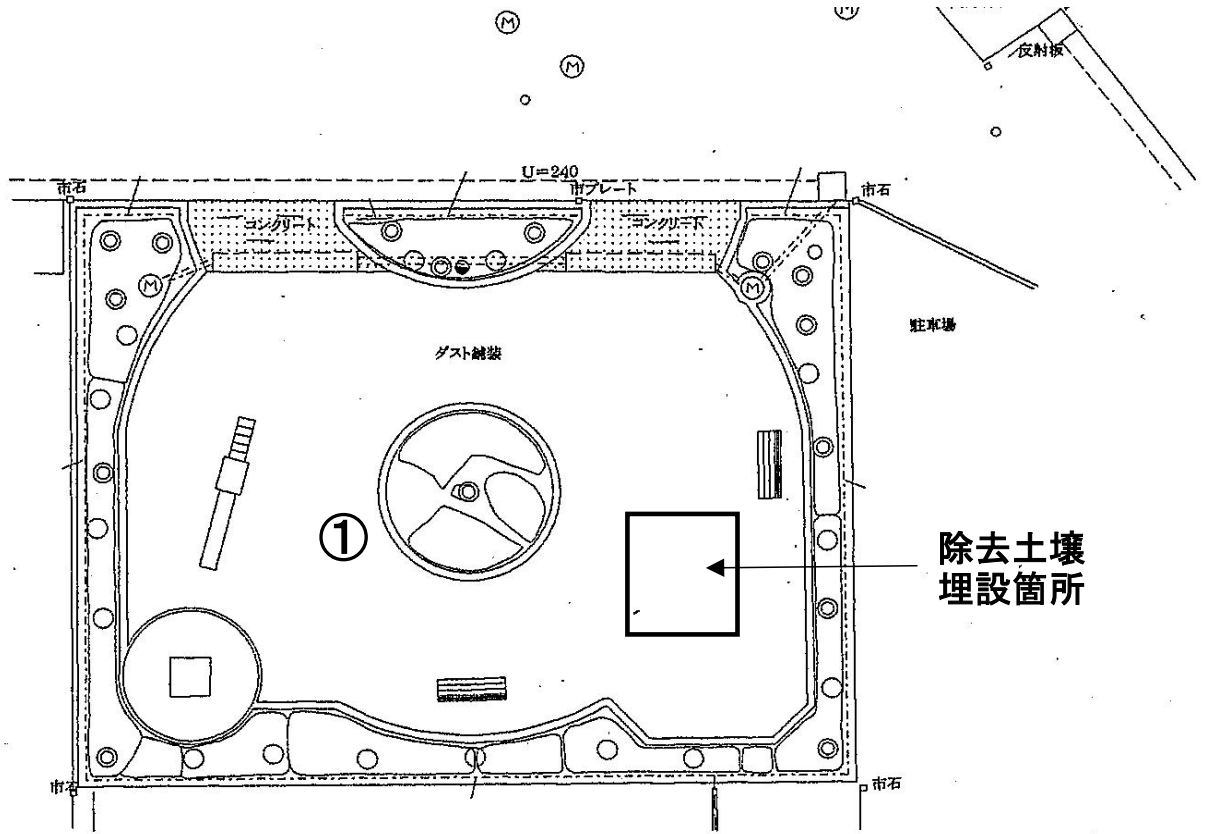 M
M
M
反射板
U=240
市石
市プレート
市石
コンクリート
コンクリート
M
M
ダスト舗装
駐車場
①
除去土壌
埋設箇所
市石
市石